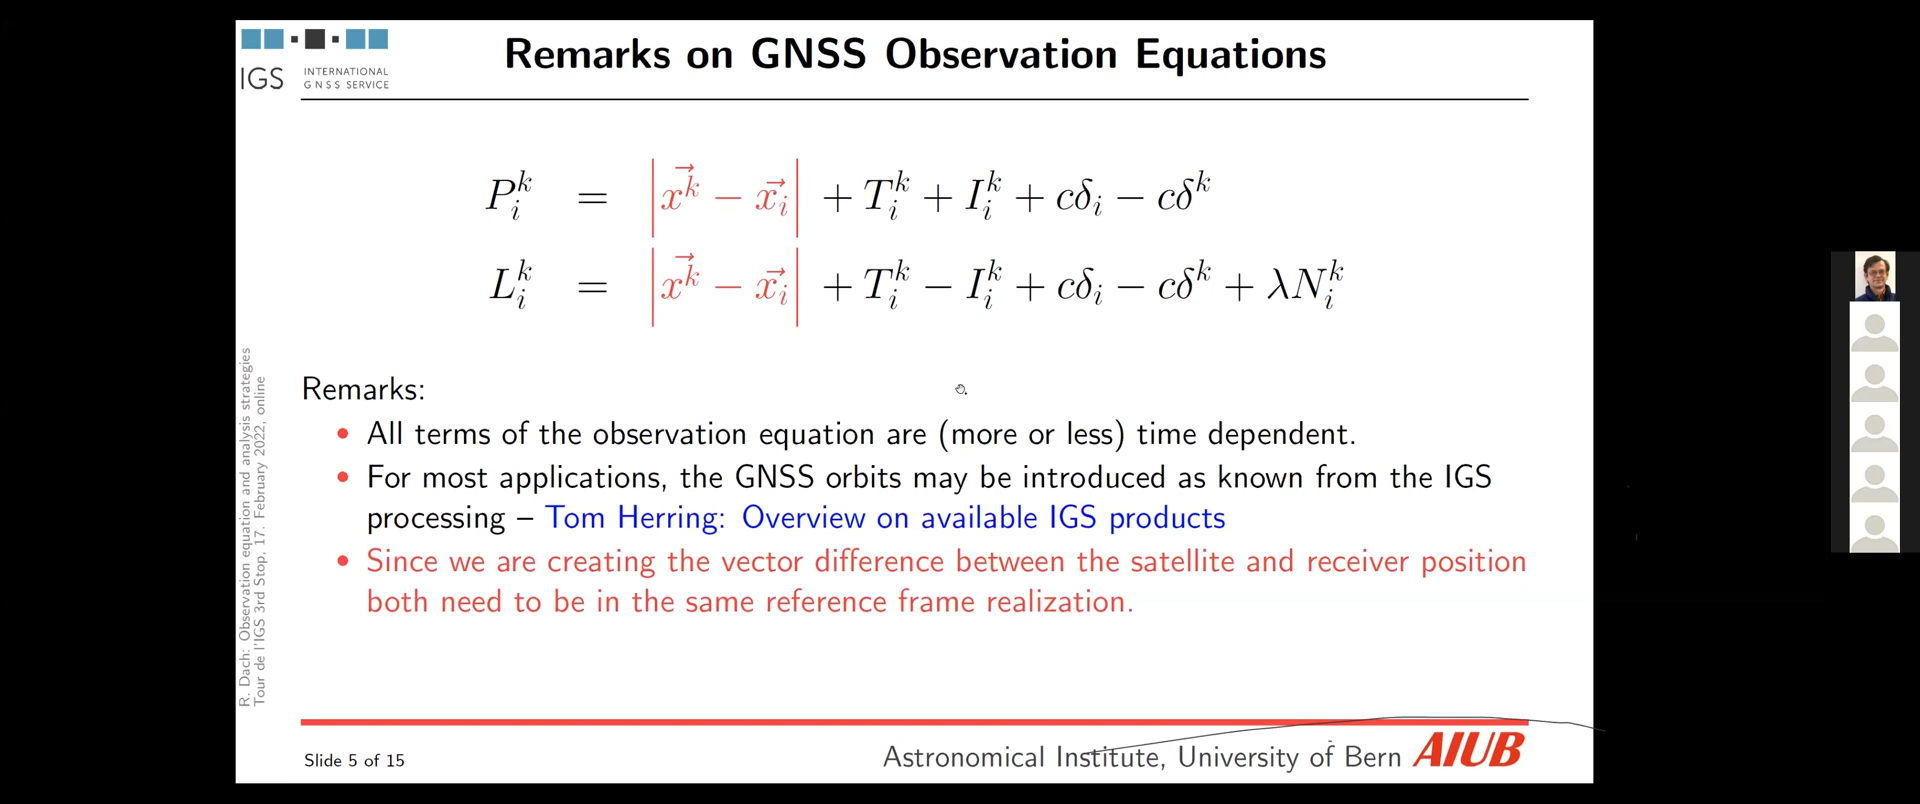 IGS INTERNATIONAL
GNSS SERVICE
Remarks on GNSS Observation Equations
P_i^k = |x⃗^k − x⃗_i| + T_i^k + I_i^k + cδ_i − cδ^k
L_i^k = |x⃗^k − x⃗_i| + T_i^k − I_i^k + cδ_i − cδ^k + λN_i^k
Remarks:
• All terms of the observation equation are (more or less) time dependent.
• For most applications, the GNSS orbits may be introduced as known from the IGS
processing – Tom Herring: Overview on available IGS products
• Since we are creating the vector difference between the satellite and receiver position
both need to be in the same reference frame realization.
R. Dach: Observation equation and analysis strategies
Tour de l'IGS 3rd Stop, 17. February 2022, online
Slide 5 of 15
Astronomical Institute, University of Bern AIUB